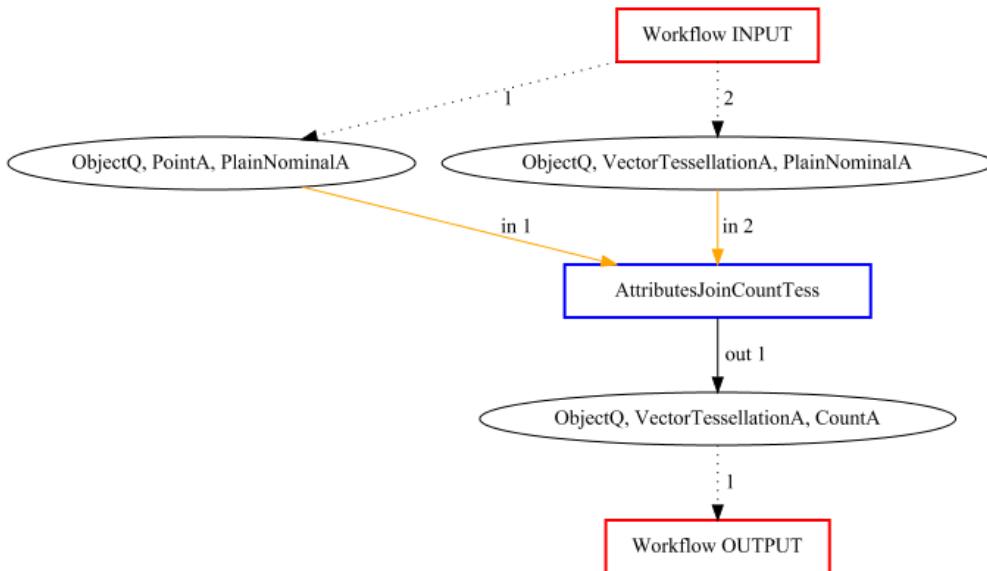 Workflow INPUT
1
2
ObjectQ, PointA, PlainNominalA
ObjectQ, VectorTessellationA, PlainNominalA
in 1
in 2
AttributesJoinCountTess
out 1
ObjectQ, VectorTessellationA, CountA
1
Workflow OUTPUT